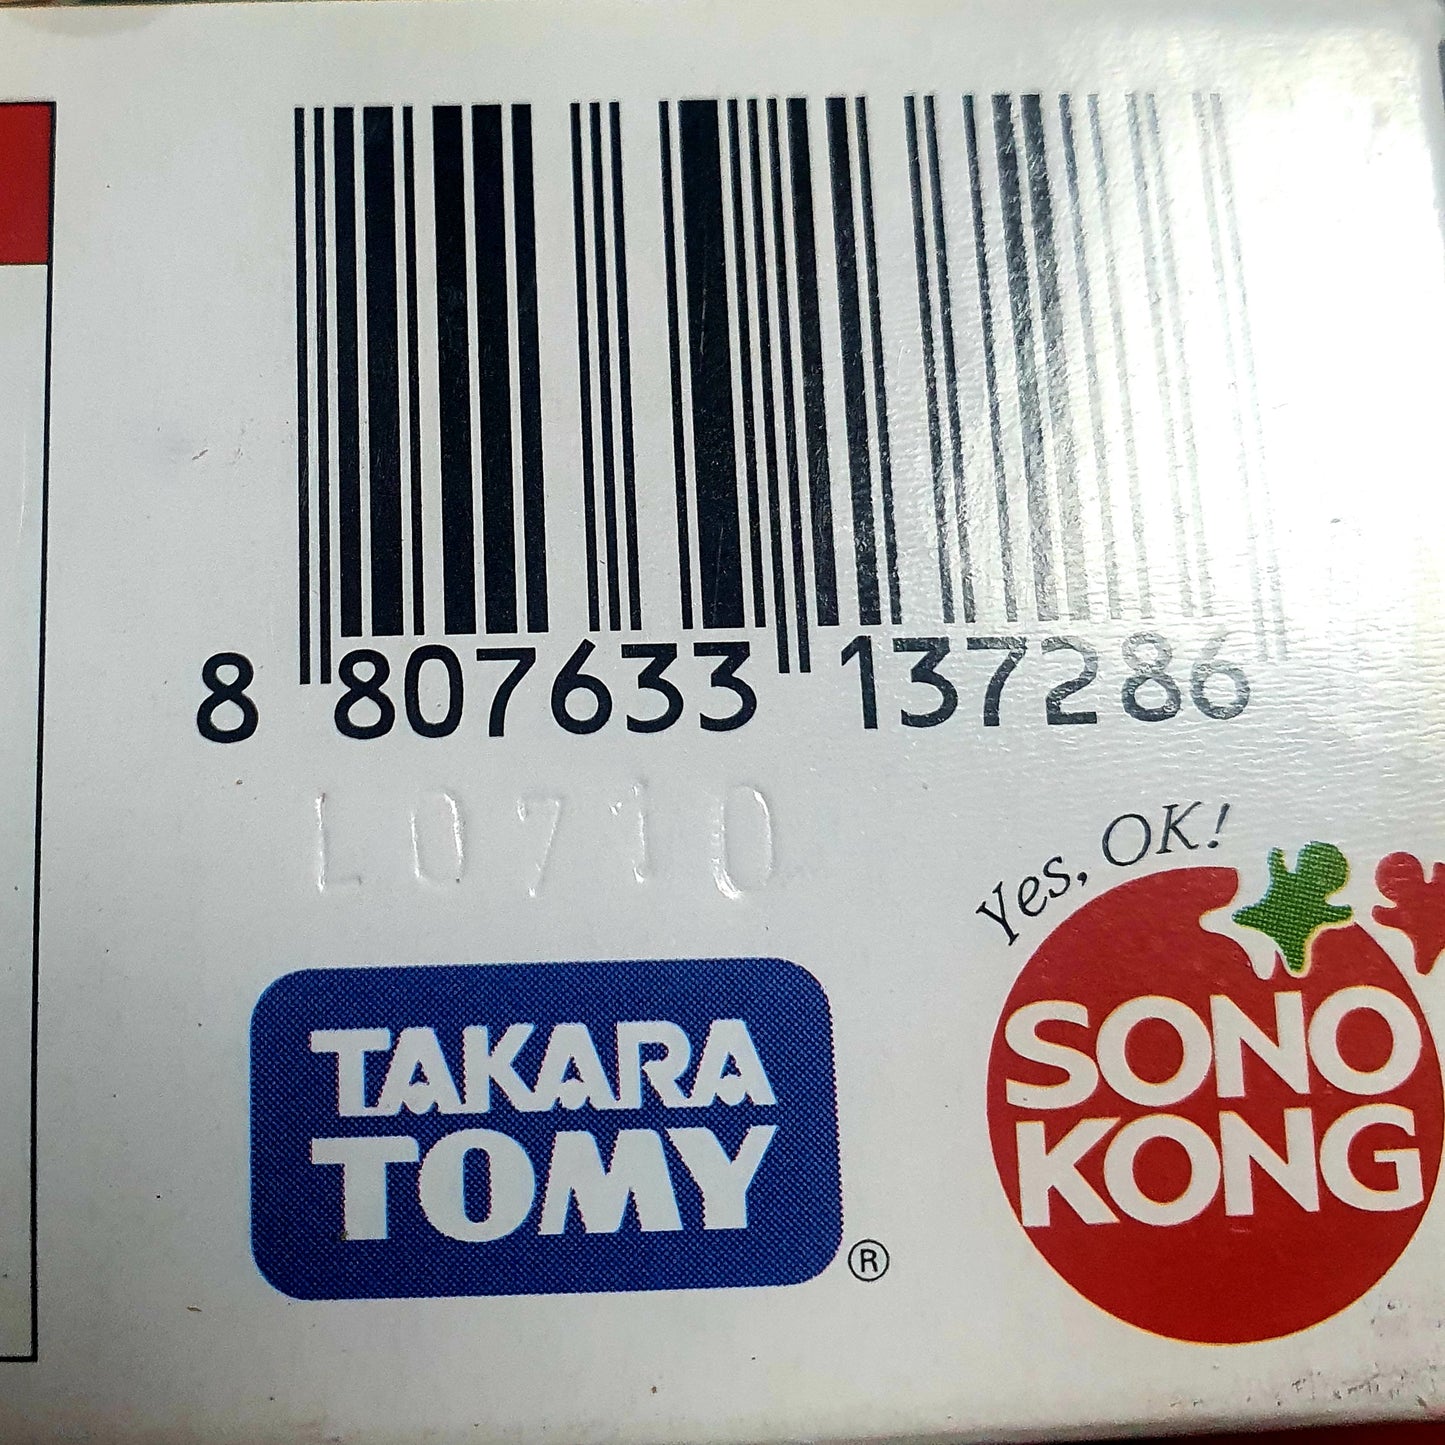 8 807633 137286
L0710
Yes, OK!
TAKARA
TOMY
®
SONO
KONG